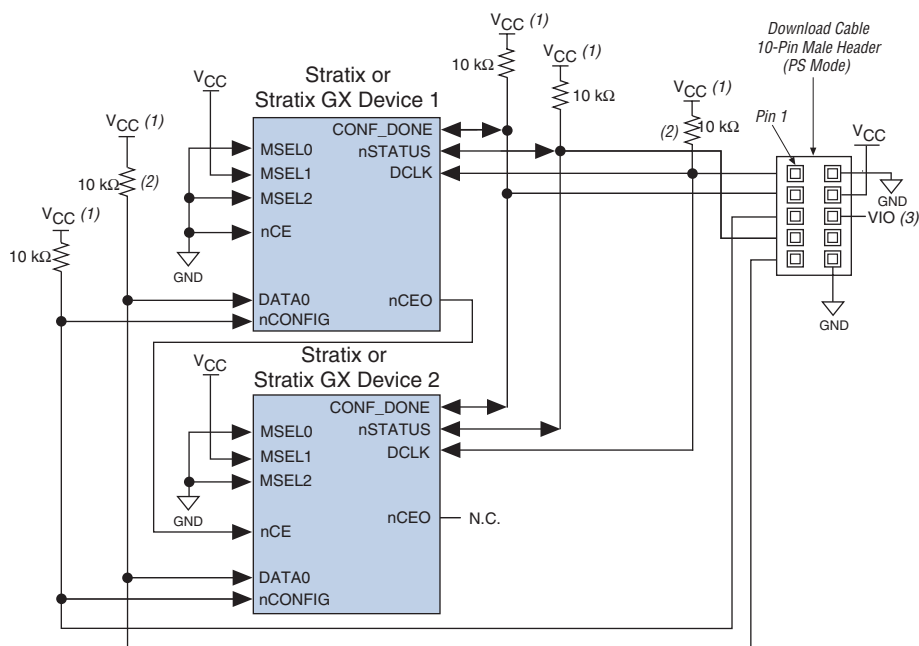 VCC (1)
10 kΩ
VCC (1)
10 kΩ
VCC (1)
(2) 10 kΩ
Download Cable
10-Pin Male Header
(PS Mode)
Pin 1
VCC
GND
VIO (3)
GND
VCC (1)
10 kΩ (2)
VCC (1)
10 kΩ
VCC
Stratix or
Stratix GX Device 1
CONF_DONE
MSEL0
nSTATUS
MSEL1
DCLK
MSEL2
nCE
GND
DATA0
nCEO
nCONFIG
VCC
Stratix or
Stratix GX Device 2
CONF_DONE
MSEL0
nSTATUS
MSEL1
DCLK
MSEL2
GND
nCEO
N.C.
nCE
DATA0
nCONFIG